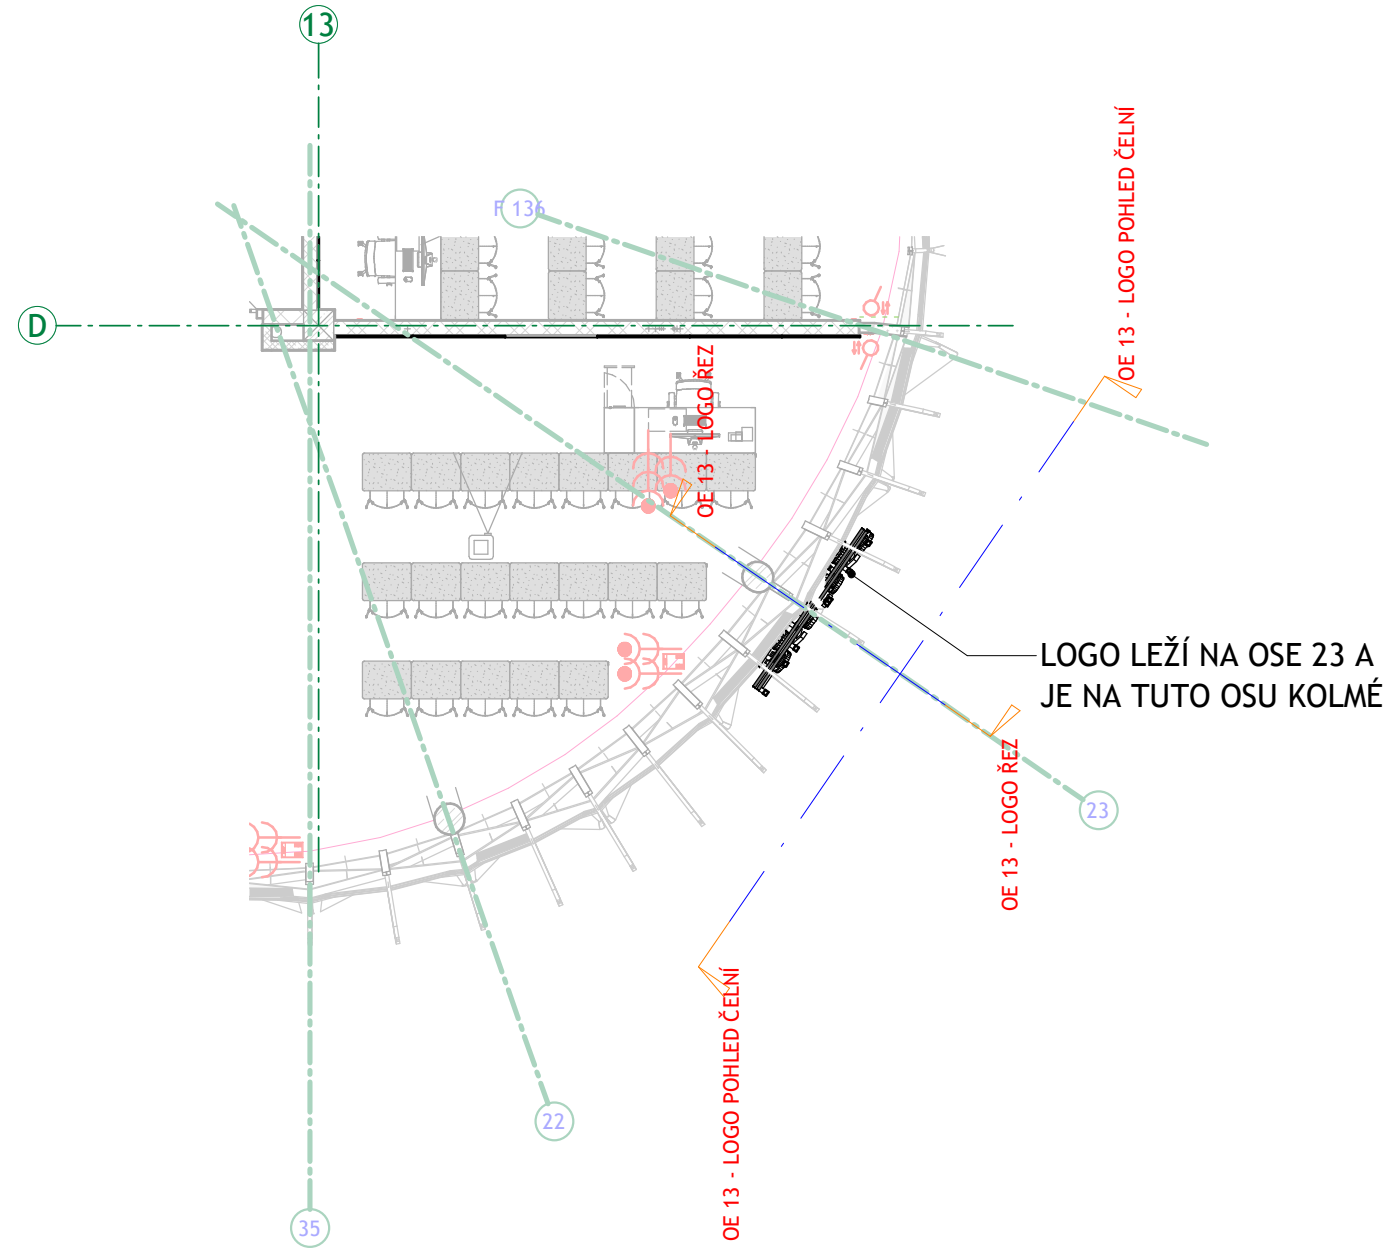 13
OE 13 - LOGO POHLED ČELNÍ
F 136
D
OE 13 - LOGO ŘEZ
LOGO LEŽÍ NA OSE 23 A
JE NA TUTO OSU KOLMÉ
OE 13 - LOGO ŘEZ
23
OE 13 - LOGO POHLED ČELNÍ
22
35